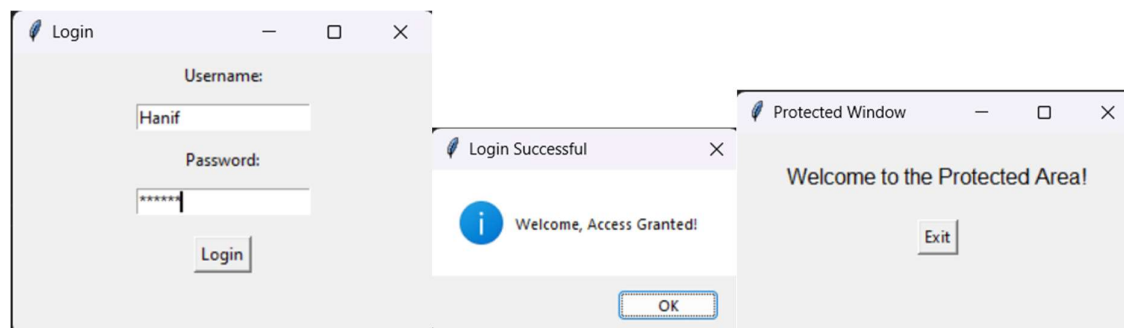 Login
Username:
Hanif
Password:
******
Login
Login Successful
Welcome, Access Granted!
OK
Protected Window
Welcome to the Protected Area!
Exit